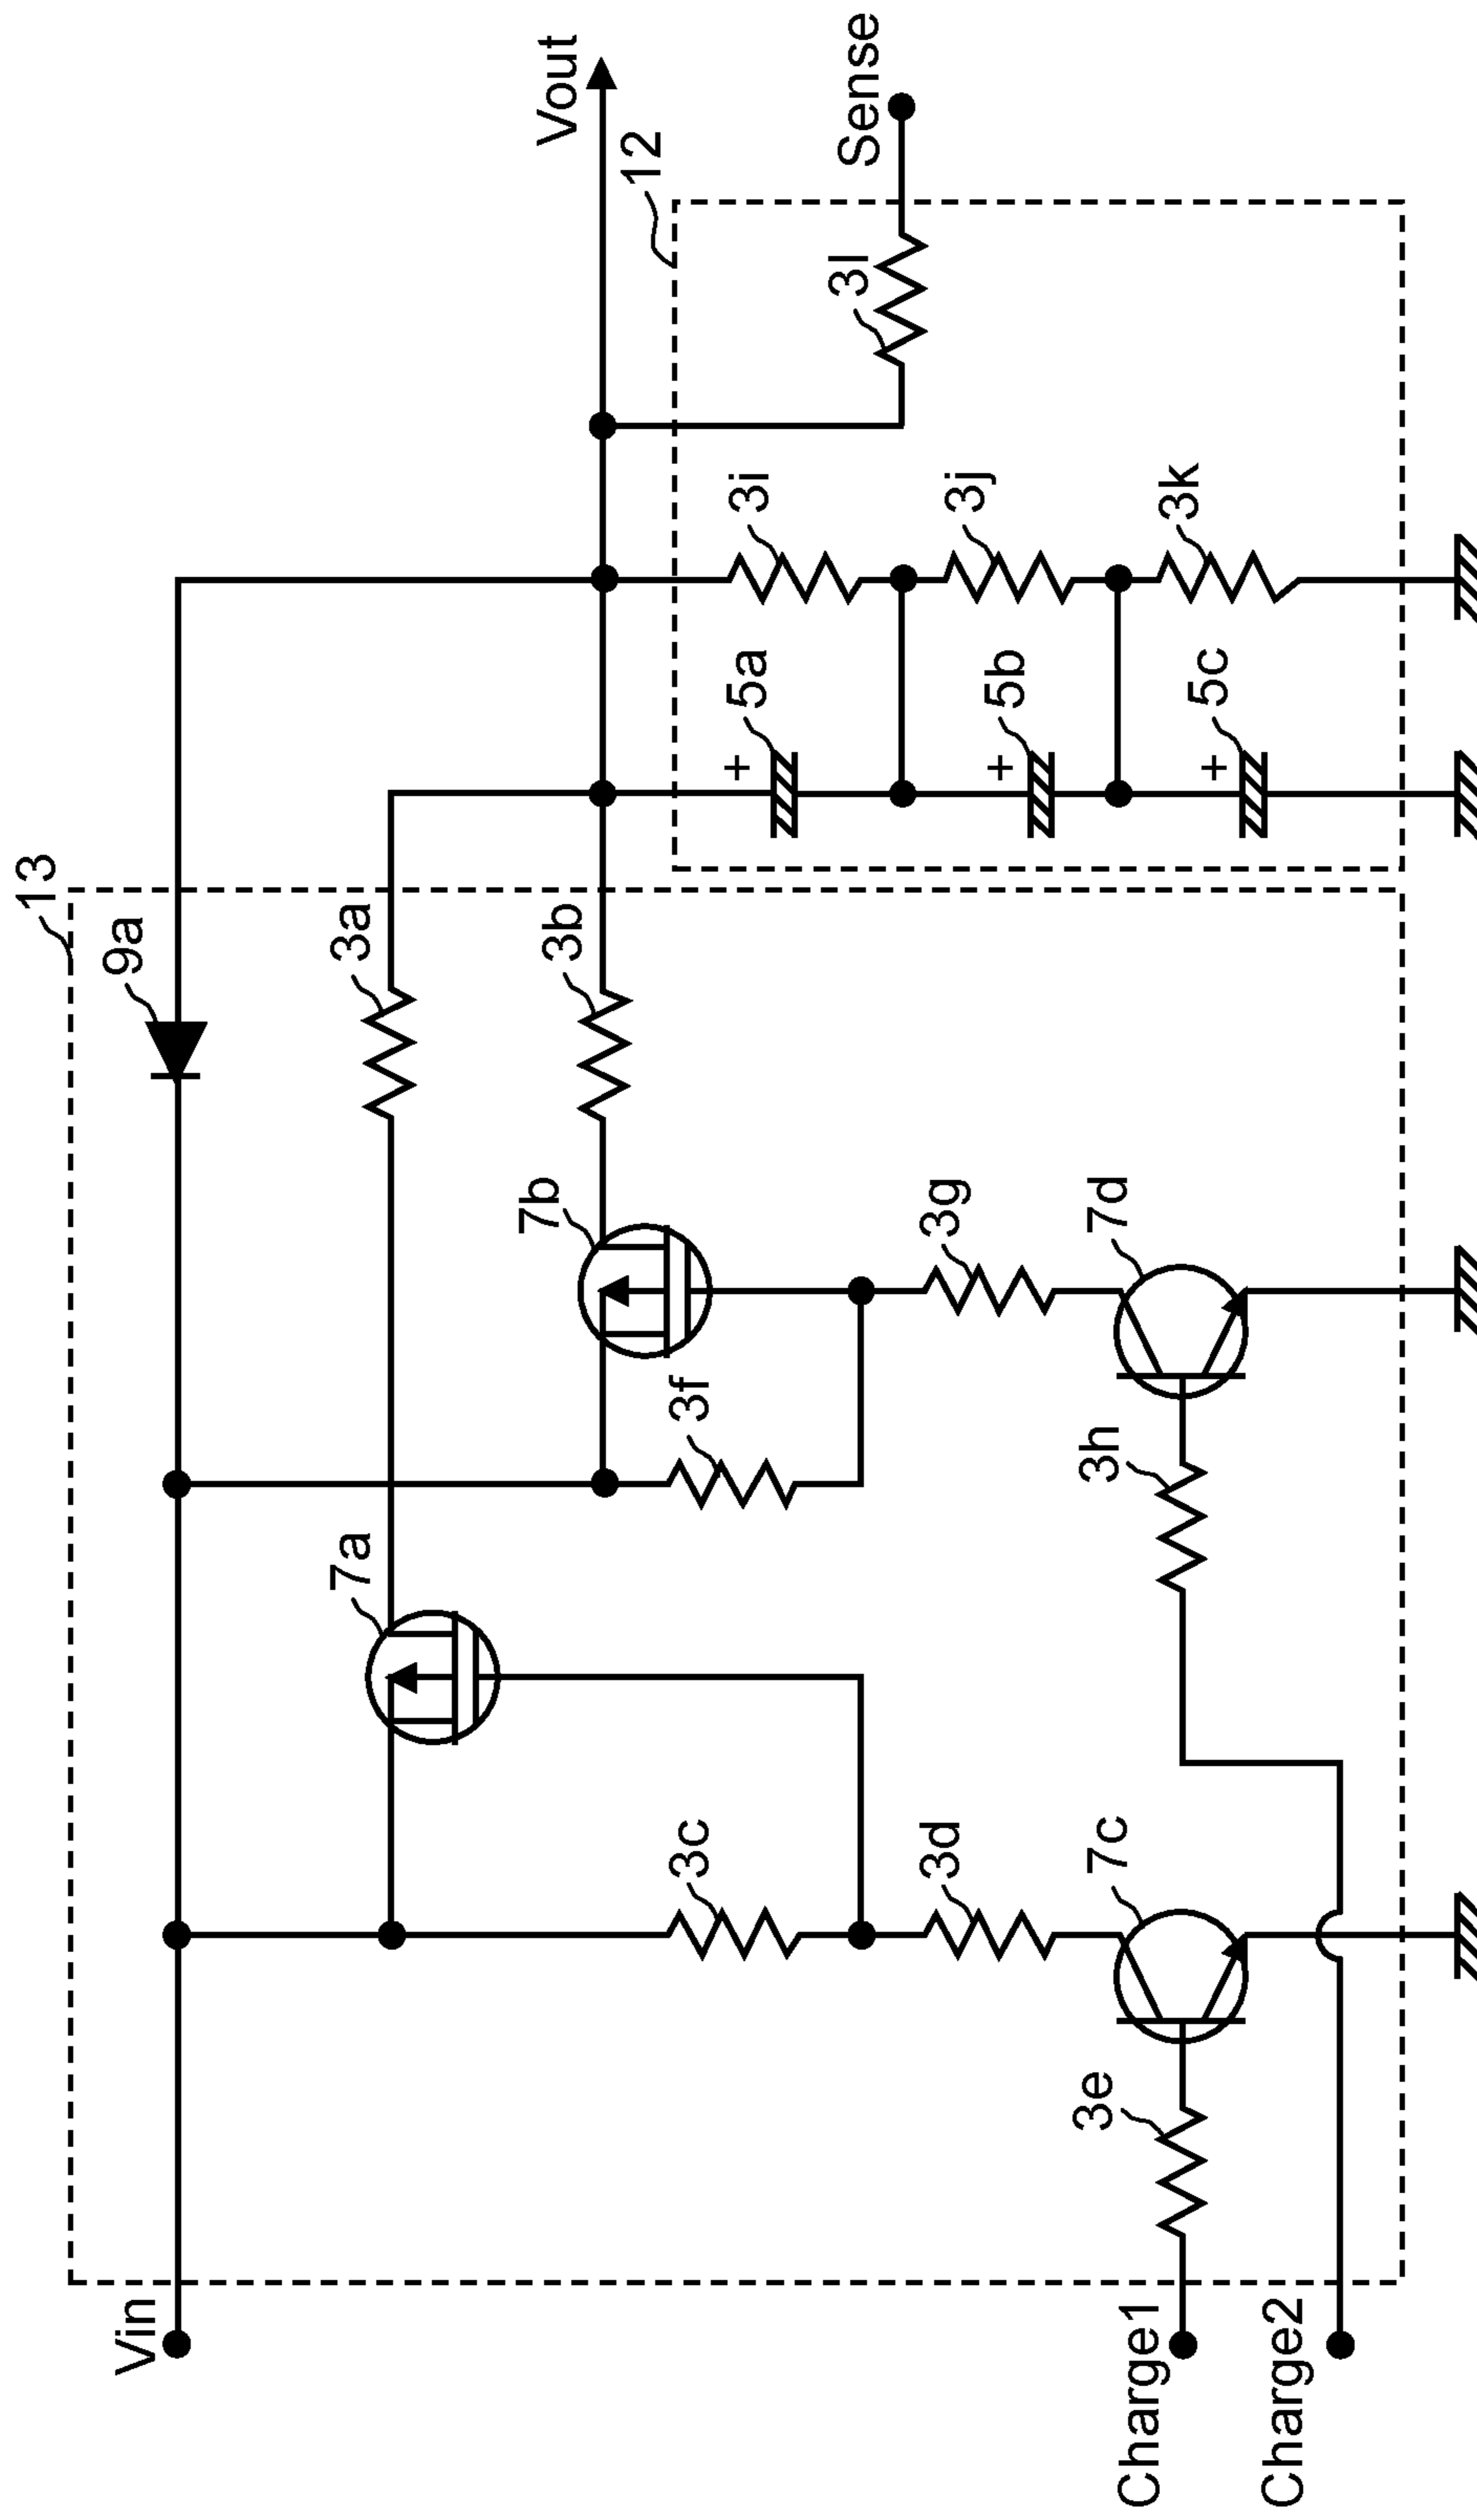 13
9a
Vin
3a
7a
3b
7b
3f
3c
3d
3g
7c
7d
3h
3e
Charge1
Charge2
Vout
12
Sense
3l
3i
3j
3k
+
5a
+
5b
+
5c